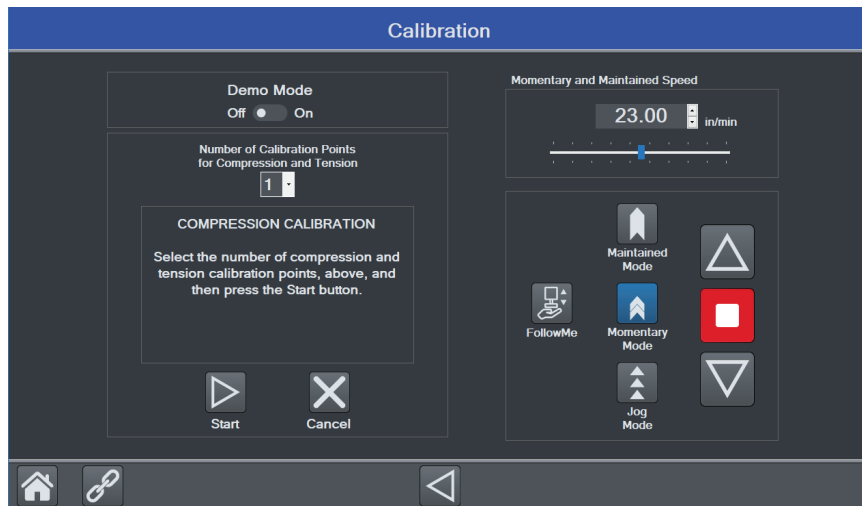 Calibration
Demo Mode
Off On
Number of Calibration Points
for Compression and Tension
1
COMPRESSION CALIBRATION
Select the number of compression and
tension calibration points, above, and
then press the Start button.
Start Cancel
Momentary and Maintained Speed
23.00 in/min
Maintained
Mode
FollowMe
Momentary
Mode
Jog
Mode